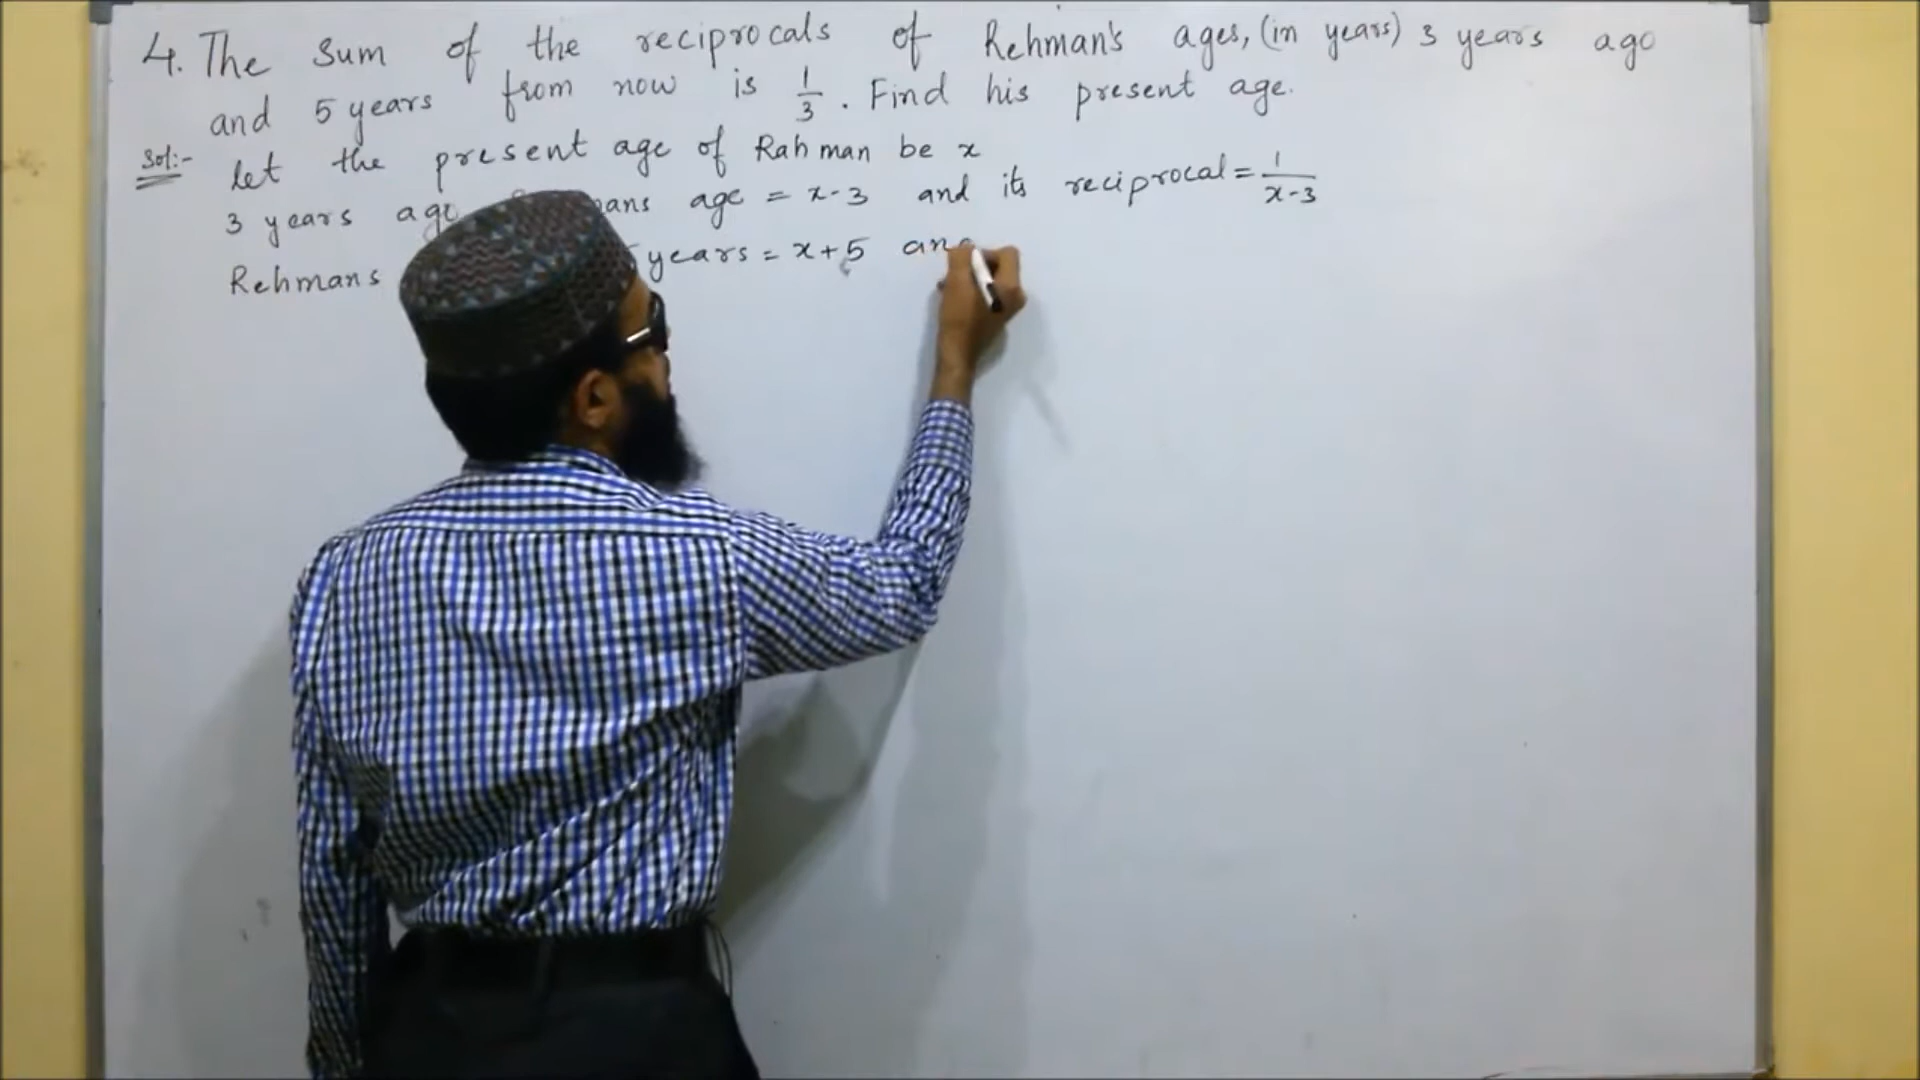 4. The sum of the reciprocals of Rehman's ages, (in years) 3 years ago
and 5 years from now is 1/3. Find his present age.
Sol:- let the present age of Rahman be x
3 years ago age = x-3 and its reciprocal = 1/(x-3)
Rehmans years = x+5 an